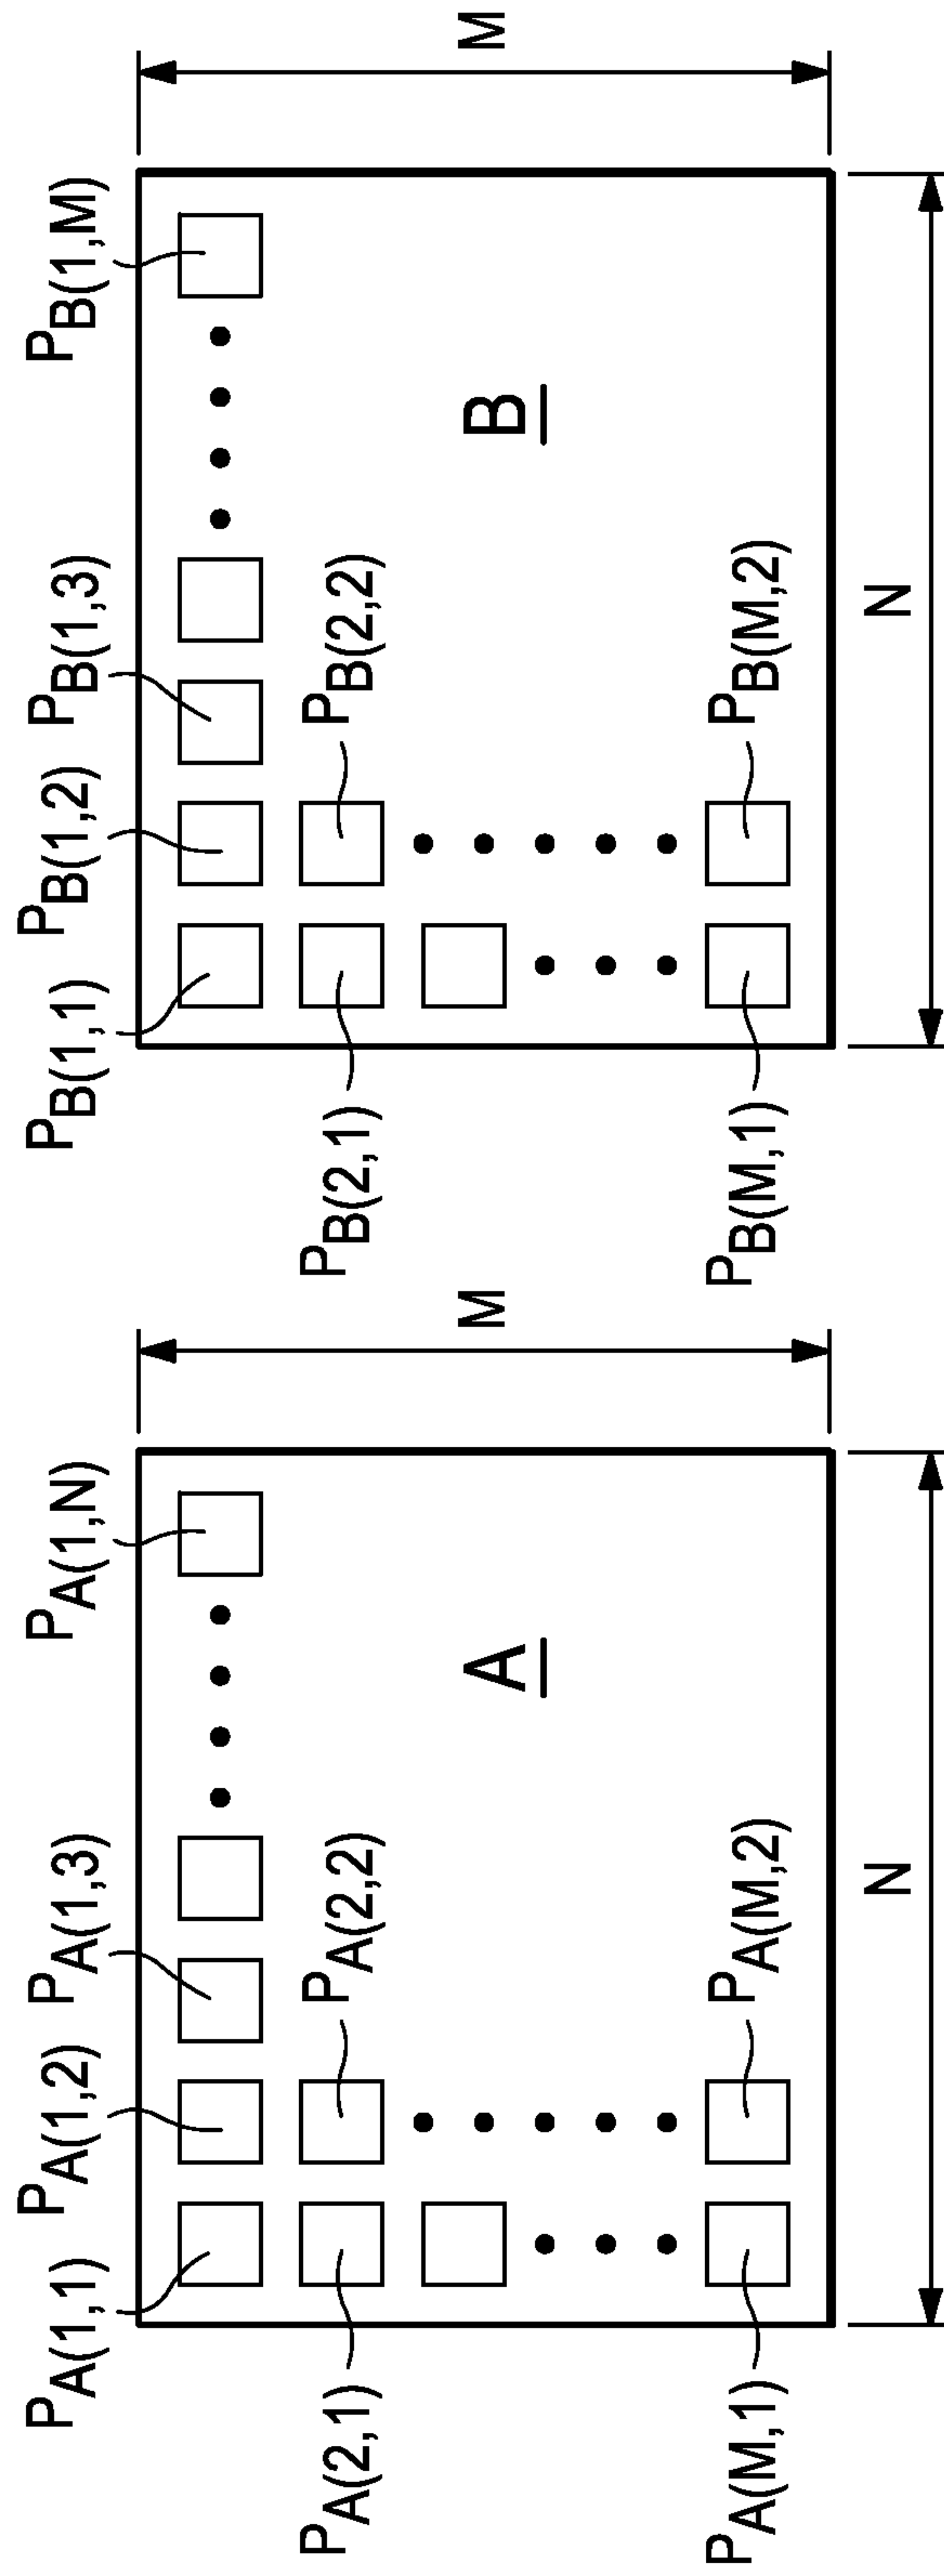 P_A(1,1)
P_A(1,2)
P_A(1,3)
P_A(1,N)
P_A(2,1)
P_A(2,2)
A
M
P_A(M,1)
P_A(M,2)
N
P_B(1,1)
P_B(1,2)
P_B(1,3)
P_B(1,M)
P_B(2,1)
P_B(2,2)
B
M
P_B(M,1)
P_B(M,2)
N